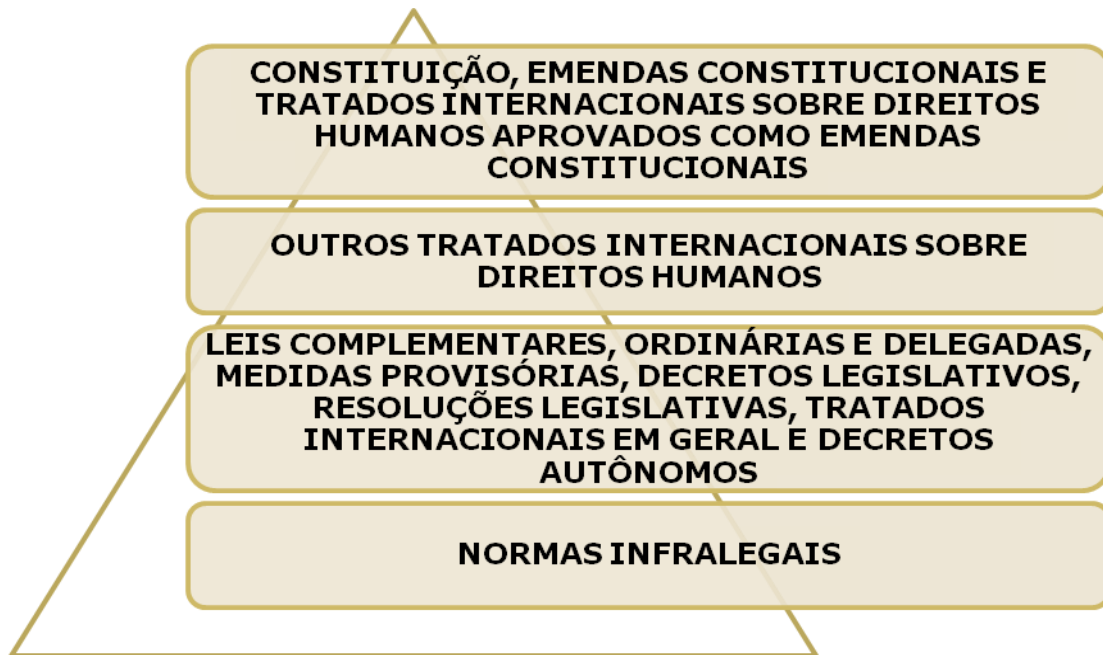 CONSTITUIÇÃO, EMENDAS CONSTITUCIONAIS E
TRATADOS INTERNACIONAIS SOBRE DIREITOS
HUMANOS APROVADOS COMO EMENDAS
CONSTITUCIONAIS
OUTROS TRATADOS INTERNACIONAIS SOBRE
DIREITOS HUMANOS
LEIS COMPLEMENTARES, ORDINÁRIAS E DELEGADAS,
MEDIDAS PROVISÓRIAS, DECRETOS LEGISLATIVOS,
RESOLUÇÕES LEGISLATIVAS, TRATADOS
INTERNACIONAIS EM GERAL E DECRETOS
AUTÔNOMOS
NORMAS INFRALEGAIS